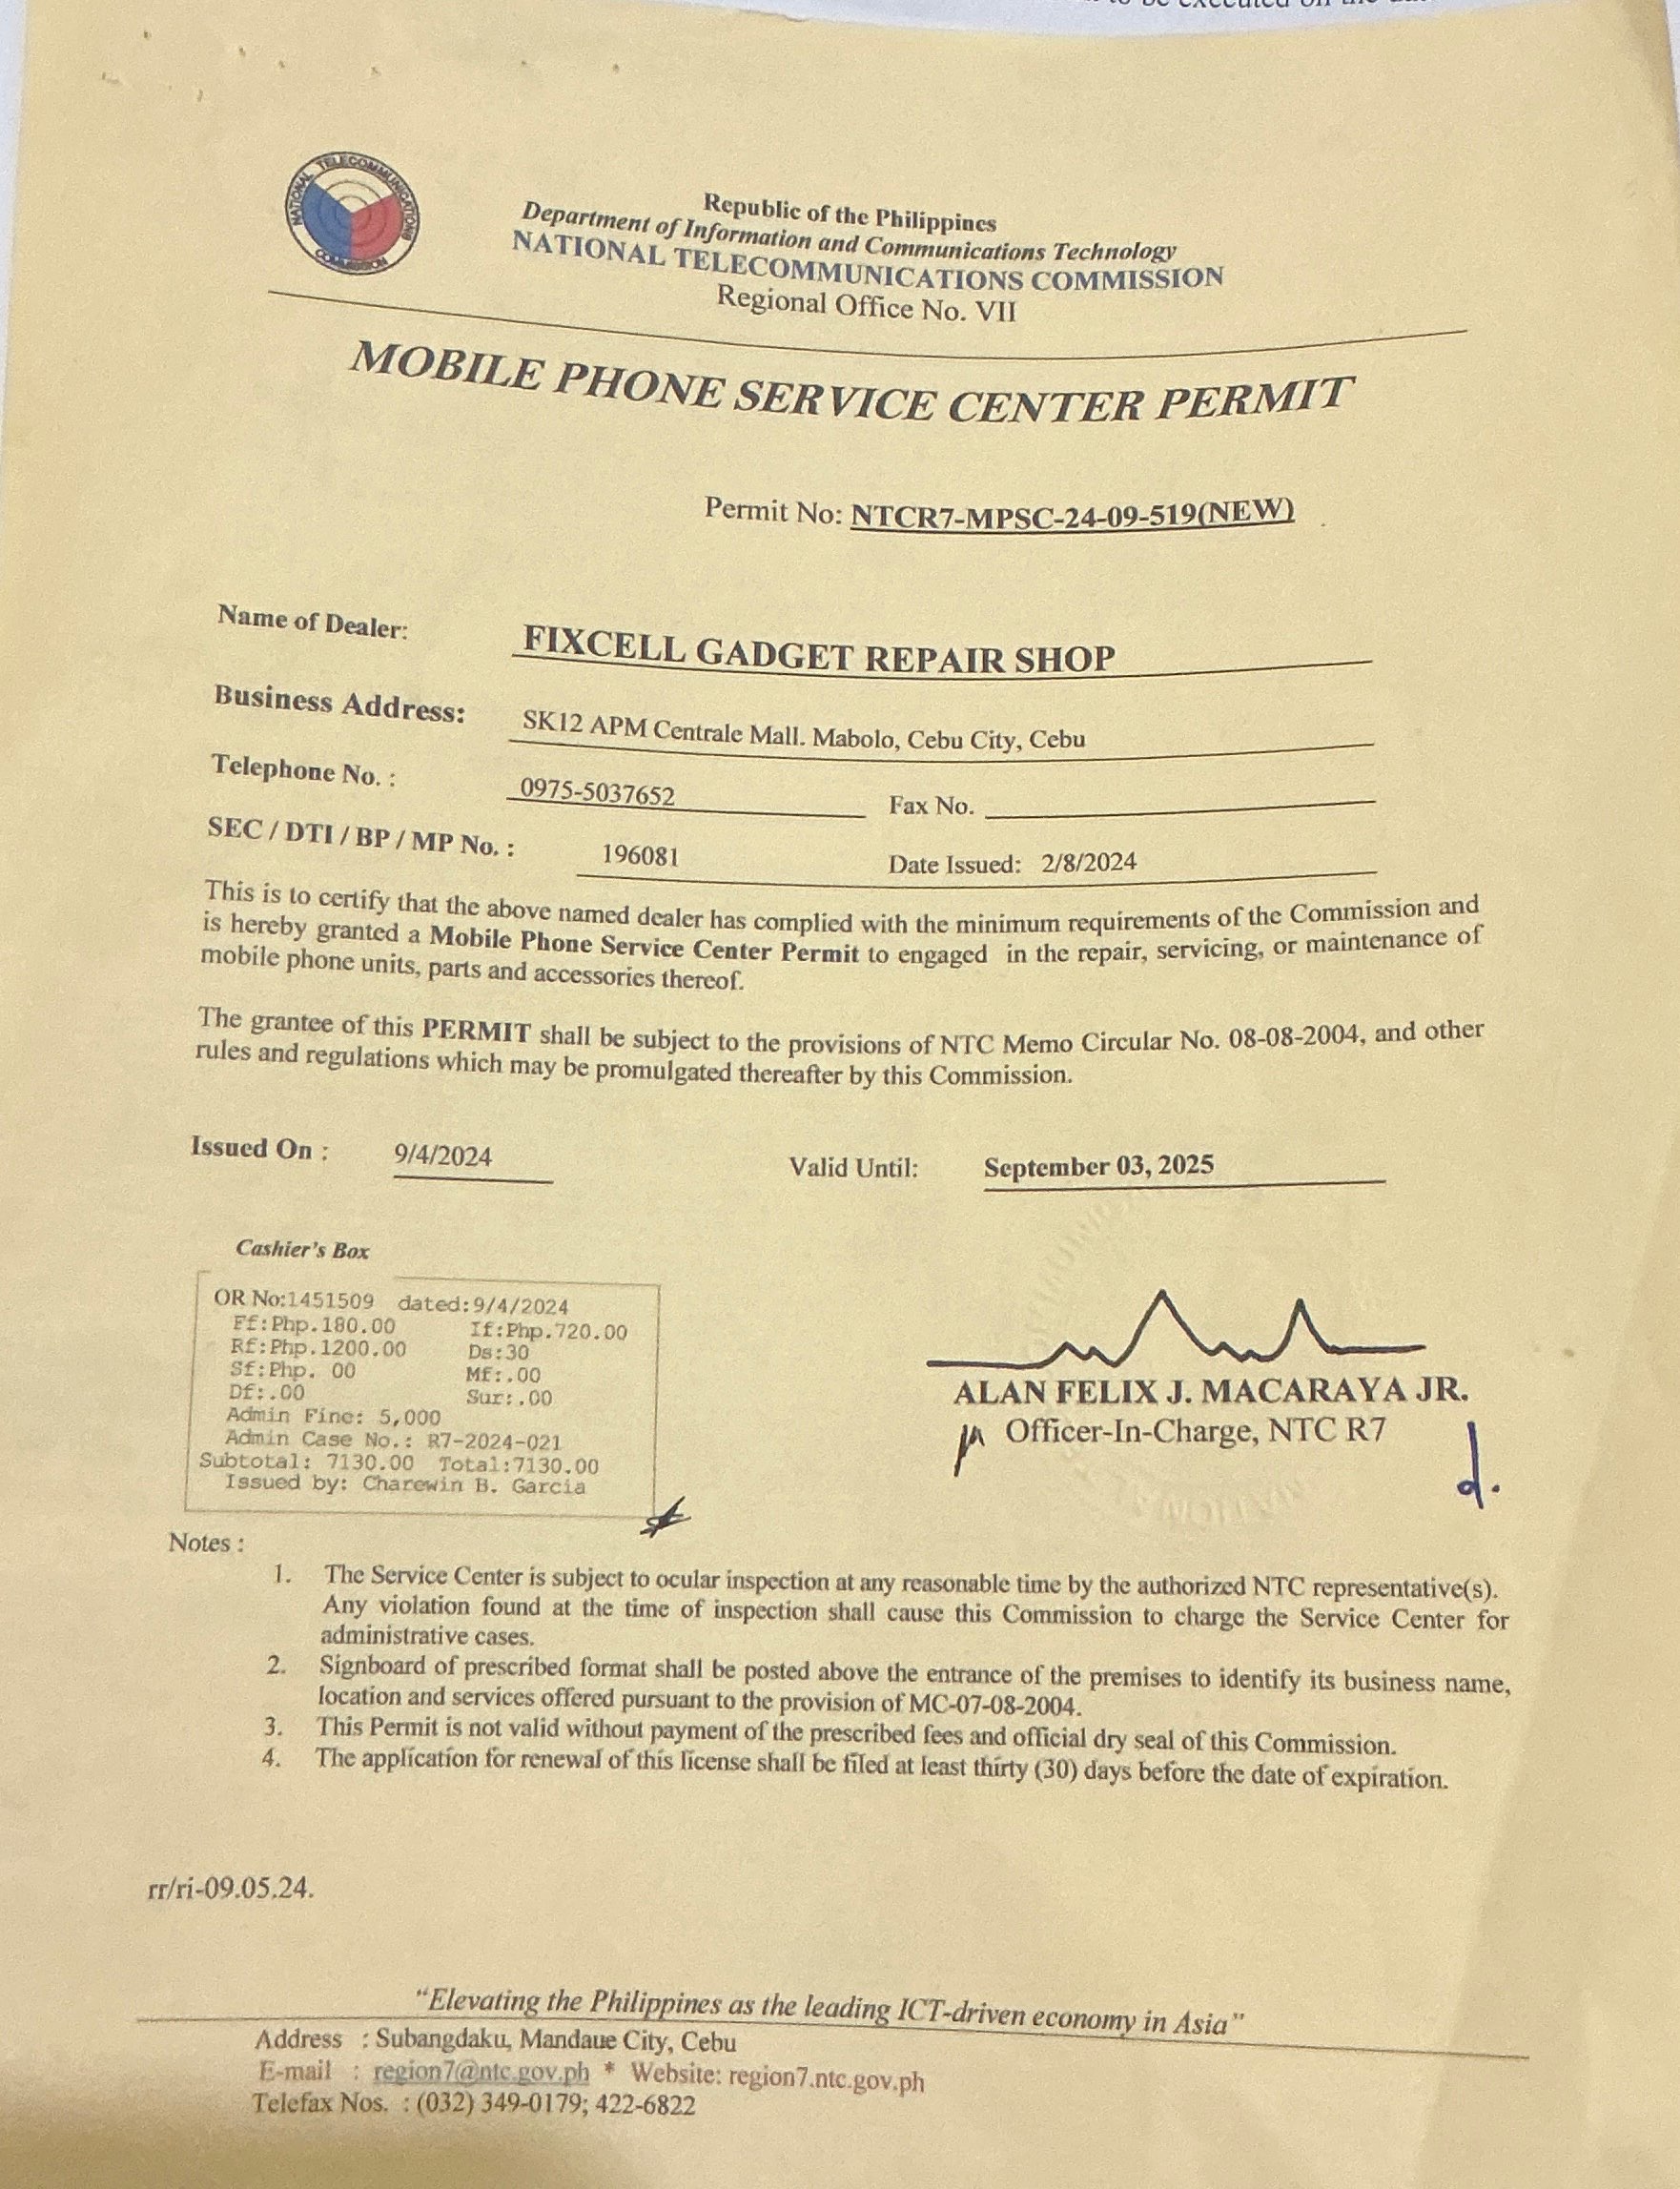 to be executed on the
NATIONAL TELECOMMUNICATIONS COMMISSION
Republic of the Philippines
Department of Information and Communications Technology
NATIONAL TELECOMMUNICATIONS COMMISSION
Regional Office No. VII
MOBILE PHONE SERVICE CENTER PERMIT
Permit No: NTCR7-MPSC-24-09-519(NEW)
Name of Dealer: FIXCELL GADGET REPAIR SHOP
Business Address: SK12 APM Centrale Mall. Mabolo, Cebu City, Cebu
Telephone No. : 0975-5037652 Fax No.
SEC / DTI / BP / MP No. : 196081 Date Issued: 2/8/2024
This is to certify that the above named dealer has complied with the minimum requirements of the Commission and
is hereby granted a Mobile Phone Service Center Permit to engaged in the repair, servicing, or maintenance of
mobile phone units, parts and accessories thereof.
The grantee of this PERMIT shall be subject to the provisions of NTC Memo Circular No. 08-08-2004, and other
rules and regulations which may be promulgated thereafter by this Commission.
Issued On : 9/4/2024 Valid Until: September 03, 2025
Cashier's Box
OR No:1451509 dated:9/4/2024
Ff:Php.180.00 If:Php.720.00
Rf:Php.1200.00 Ds:30
Sf:Php. 00 Mf:.00
Df:.00 Sur:.00
Admin Fine: 5,000
Admin Case No.: R7-2024-021
Subtotal: 7130.00 Total:7130.00
Issued by: Charewin B. Garcia
ALAN FELIX J. MACARAYA JR.
Officer-In-Charge, NTC R7
Notes :
1. The Service Center is subject to ocular inspection at any reasonable time by the authorized NTC representative(s).
Any violation found at the time of inspection shall cause this Commission to charge the Service Center for
administrative cases.
2. Signboard of prescribed format shall be posted above the entrance of the premises to identify its business name,
location and services offered pursuant to the provision of MC-07-08-2004.
3. This Permit is not valid without payment of the prescribed fees and official dry seal of this Commission.
4. The application for renewal of this license shall be filed at least thirty (30) days before the date of expiration.
rr/ri-09.05.24.
“Elevating the Philippines as the leading ICT-driven economy in Asia”
Address : Subangdaku, Mandaue City, Cebu
E-mail : region7@ntc.gov.ph * Website: region7.ntc.gov.ph
Telefax Nos. : (032) 349-0179; 422-6822